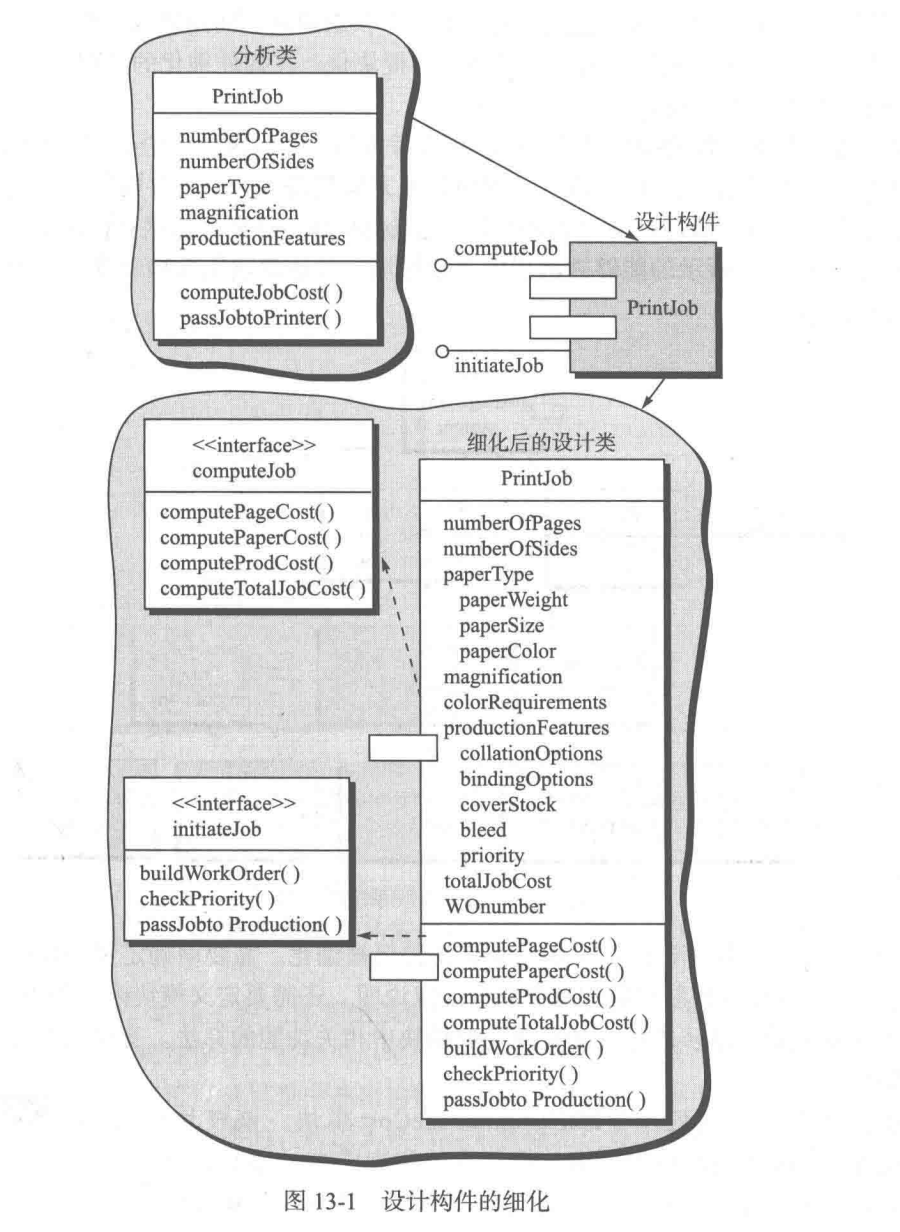 分析类
PrintJob
numberOfPages
numberOfSides
paperType
magnification
productionFeatures
computeJobCost( )
passJobtoPrinter( )
设计构件
computeJob
PrintJob
initiateJob
<<interface>>
computeJob
computePageCost( )
computePaperCost( )
computeProdCost( )
computeTotalJobCost( )
细化后的设计类
PrintJob
numberOfPages
numberOfSides
paperType
paperWeight
paperSize
paperColor
magnification
colorRequirements
productionFeatures
collationOptions
bindingOptions
coverStock
bleed
priority
totalJobCost
WOnumber
computePageCost( )
computePaperCost( )
computeProdCost( )
computeTotalJobCost( )
buildWorkOrder( )
checkPriority( )
passJobto Production( )
<<interface>>
initiateJob
buildWorkOrder( )
checkPriority( )
passJobto Production( )
图 13-1 设计构件的细化